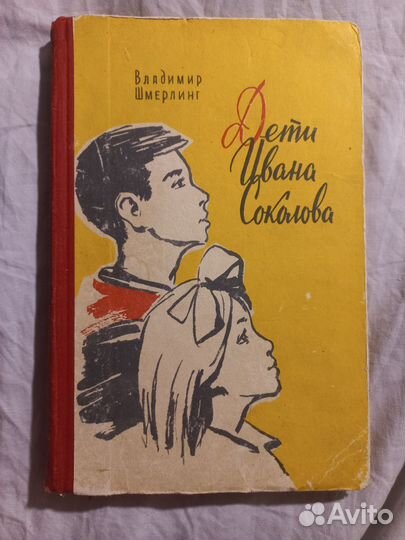 Владимир
Шмерлинг
Дети
Ивана
Соколова
Avito